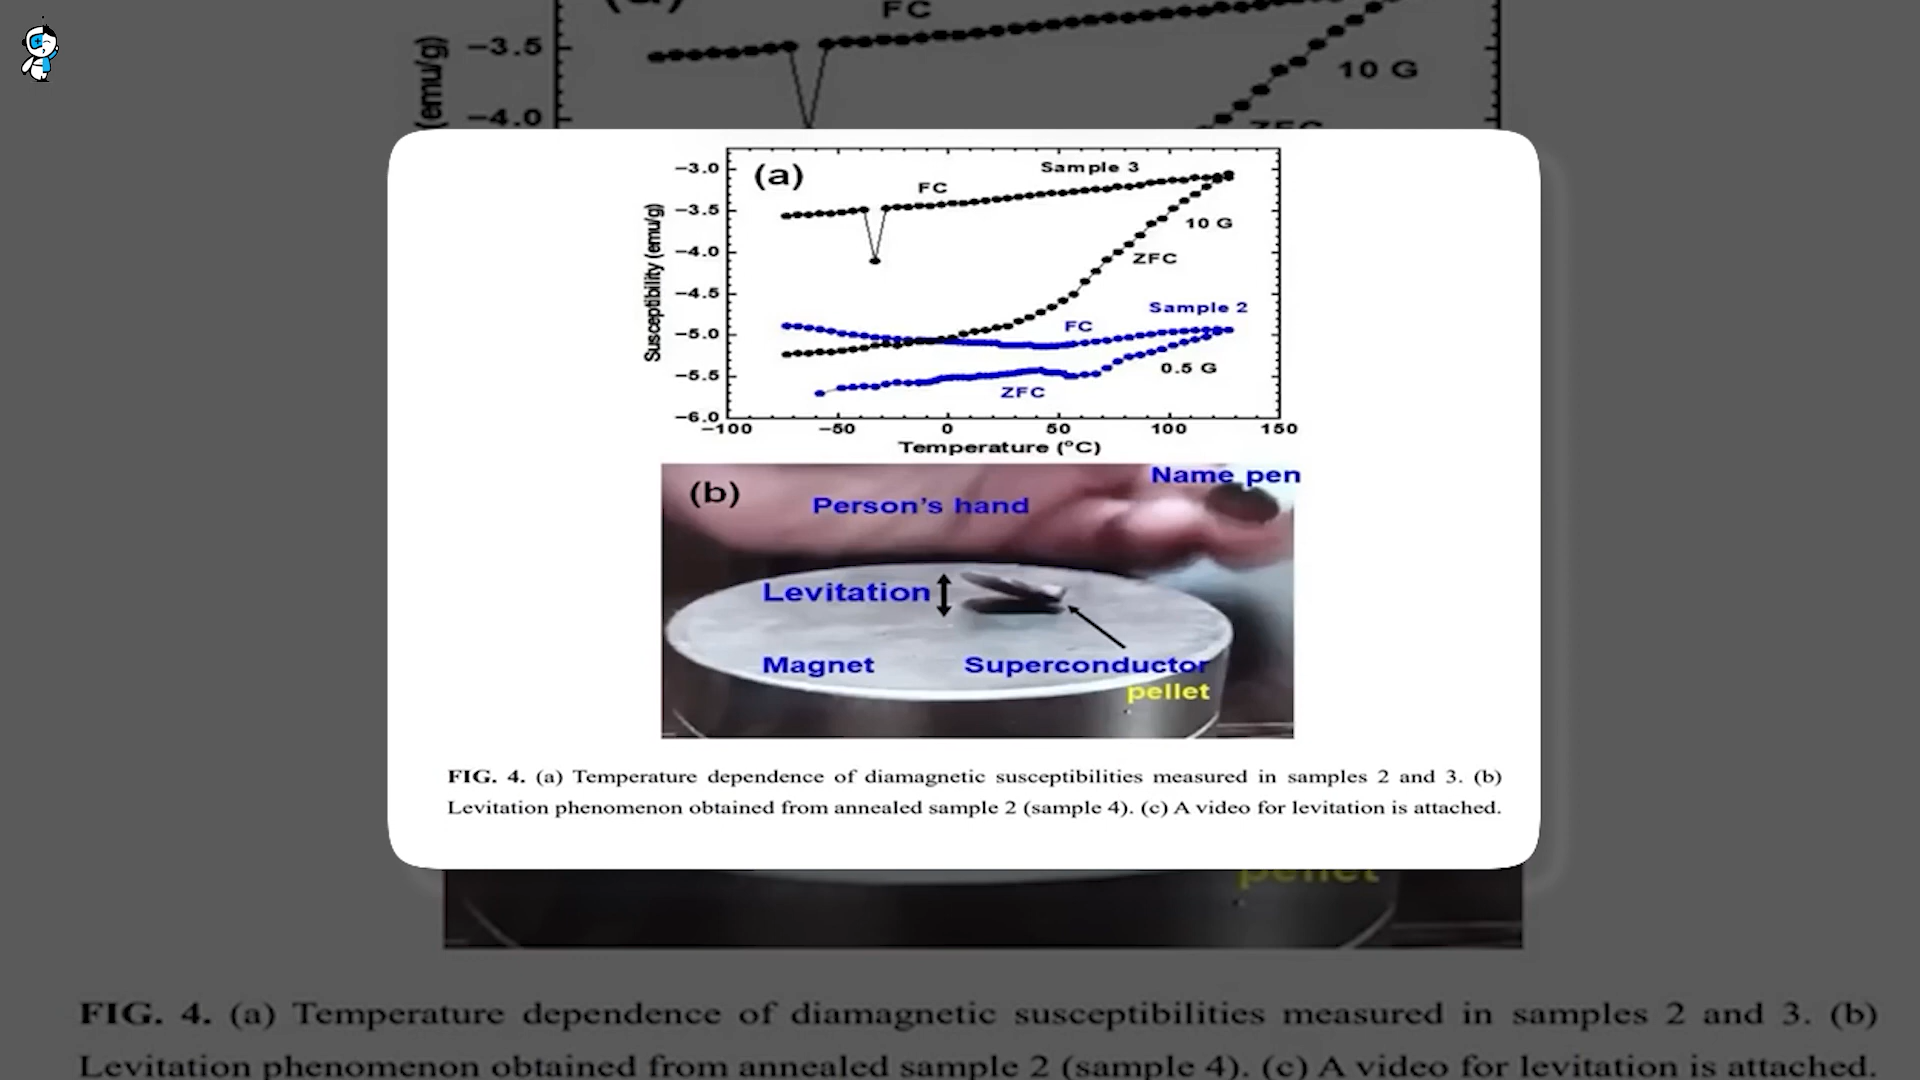 (a)
FC
−3.5
10 G
(emu/g)
−4.0
ZFC
−3.0
(a)
Sample 3
FC
−3.5
10 G
−4.0
ZFC
Susceptibility (emu/g)
−4.5
Sample 2
FC
−5.0
0.5 G
−5.5
ZFC
−6.0
−100 −50 0 50 100 150
Temperature (°C)
Name pen
(b)
Person's hand
Levitation
Magnet
Superconductor
pellet
FIG. 4. (a) Temperature dependence of diamagnetic susceptibilities measured in samples 2 and 3. (b)
Levitation phenomenon obtained from annealed sample 2 (sample 4). (c) A video for levitation is attached.
pellet
FIG. 4. (a) Temperature dependence of diamagnetic susceptibilities measured in samples 2 and 3. (b)
Levitation phenomenon obtained from annealed sample 2 (sample 4). (c) A video for levitation is attached.